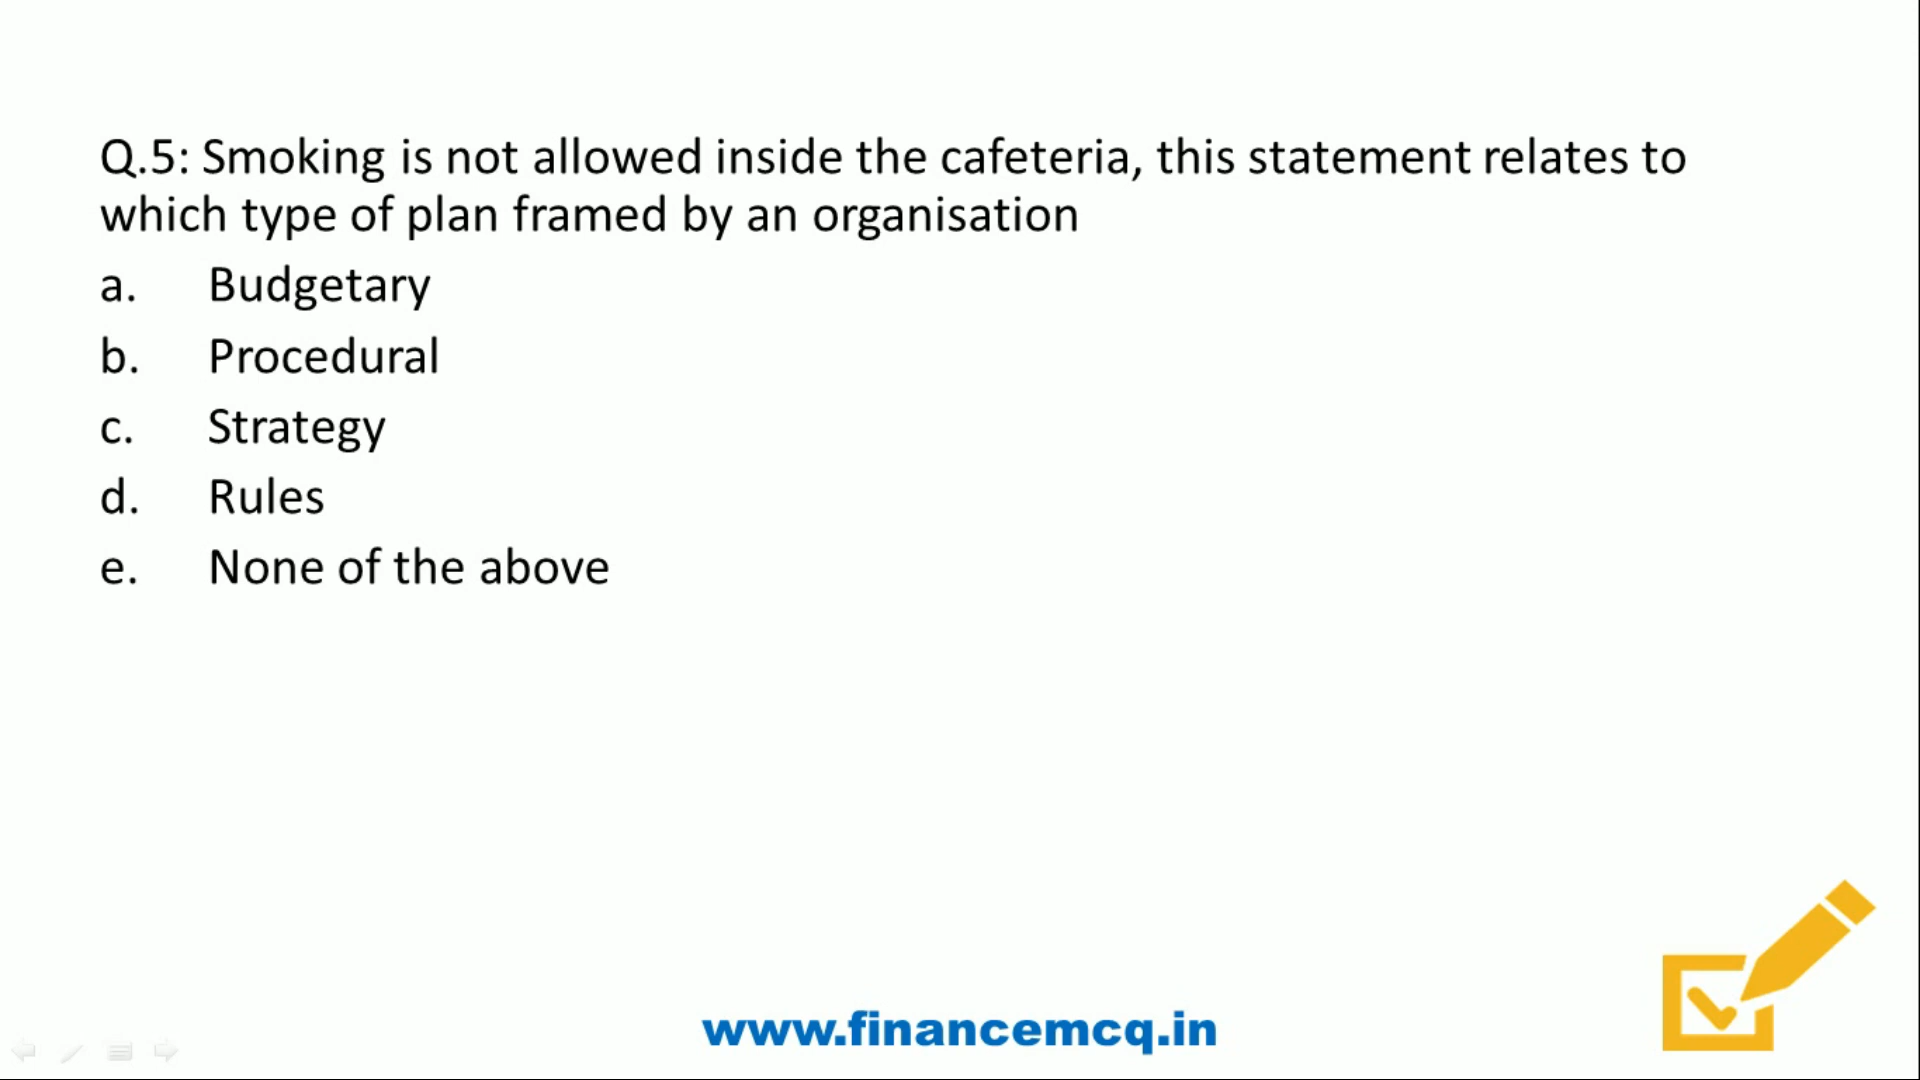 Q.5: Smoking is not allowed inside the cafeteria, this statement relates to
which type of plan framed by an organisation
a. Budgetary
b. Procedural
c. Strategy
d. Rules
e. None of the above
www.financemcq.in